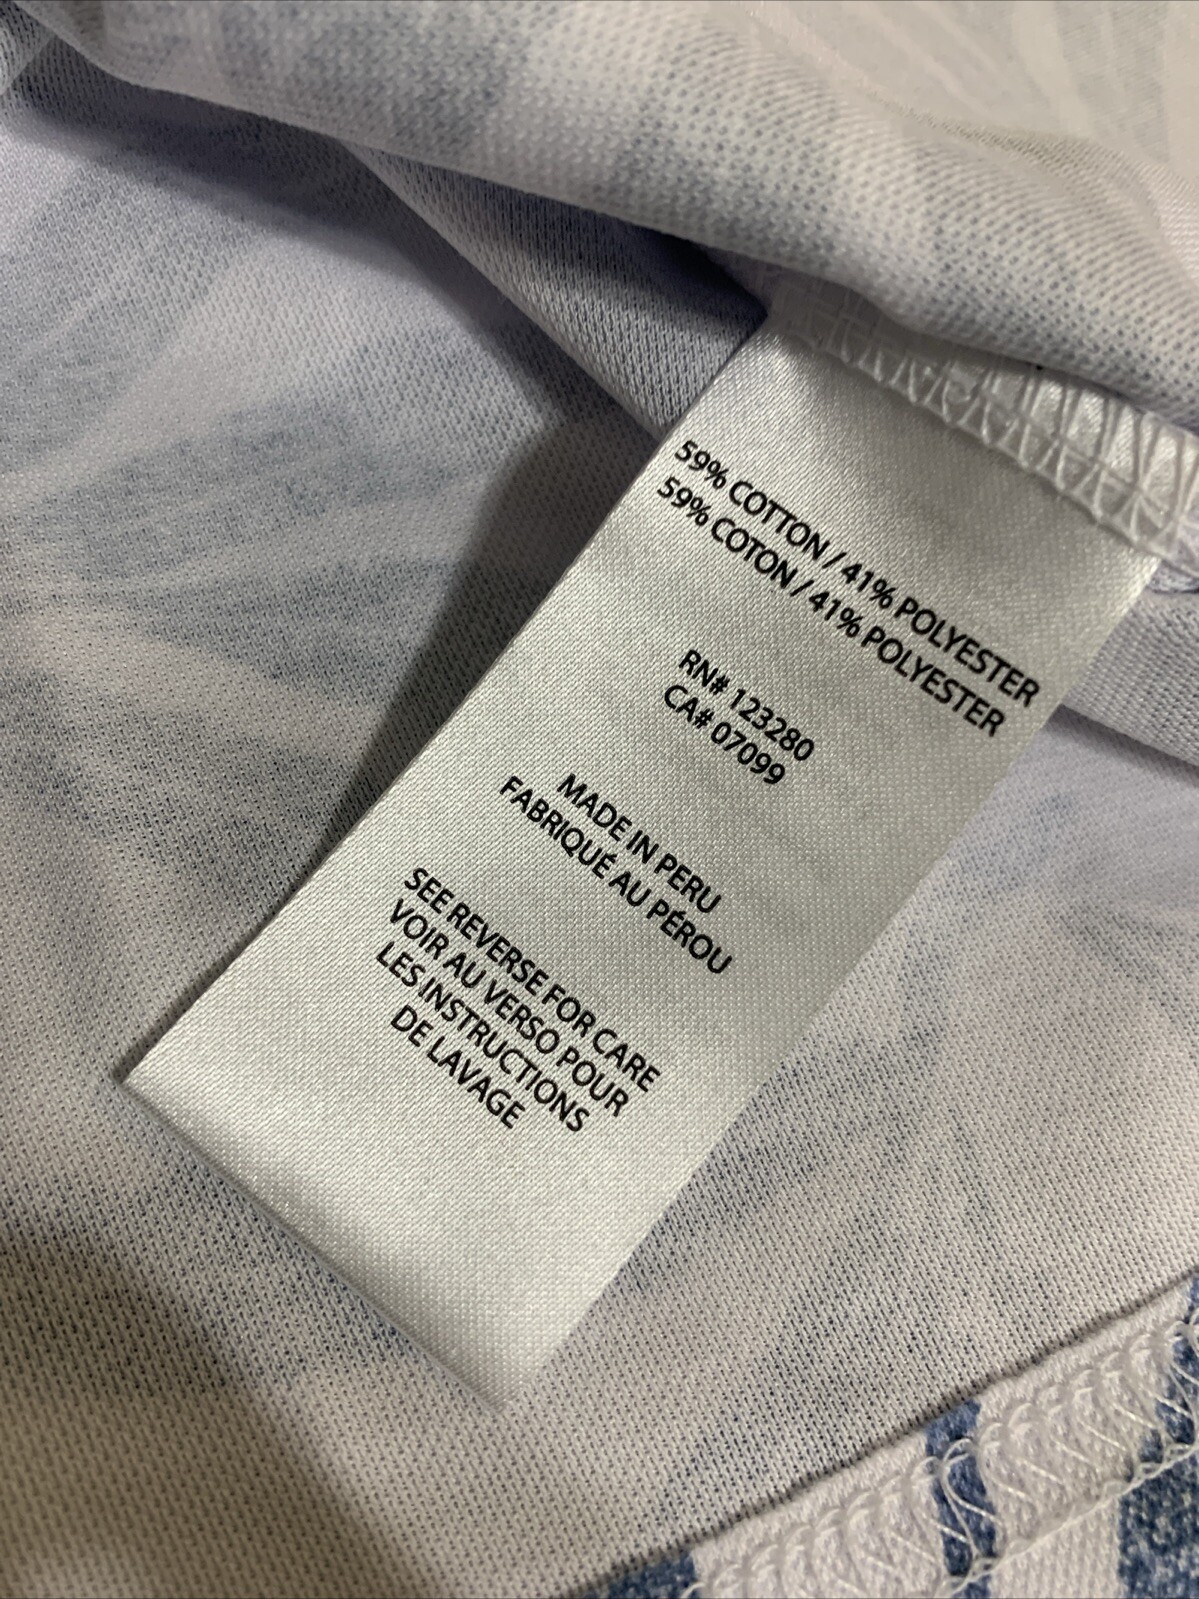 59% COTTON / 41% POLYESTER
59% COTON / 41% POLYESTER
RN# 123280
CA# 07099
MADE IN PERU
FABRIQUÉ AU PÉROU
SEE REVERSE FOR CARE
VOIR AU VERSO POUR
LES INSTRUCTIONS
DE LAVAGE